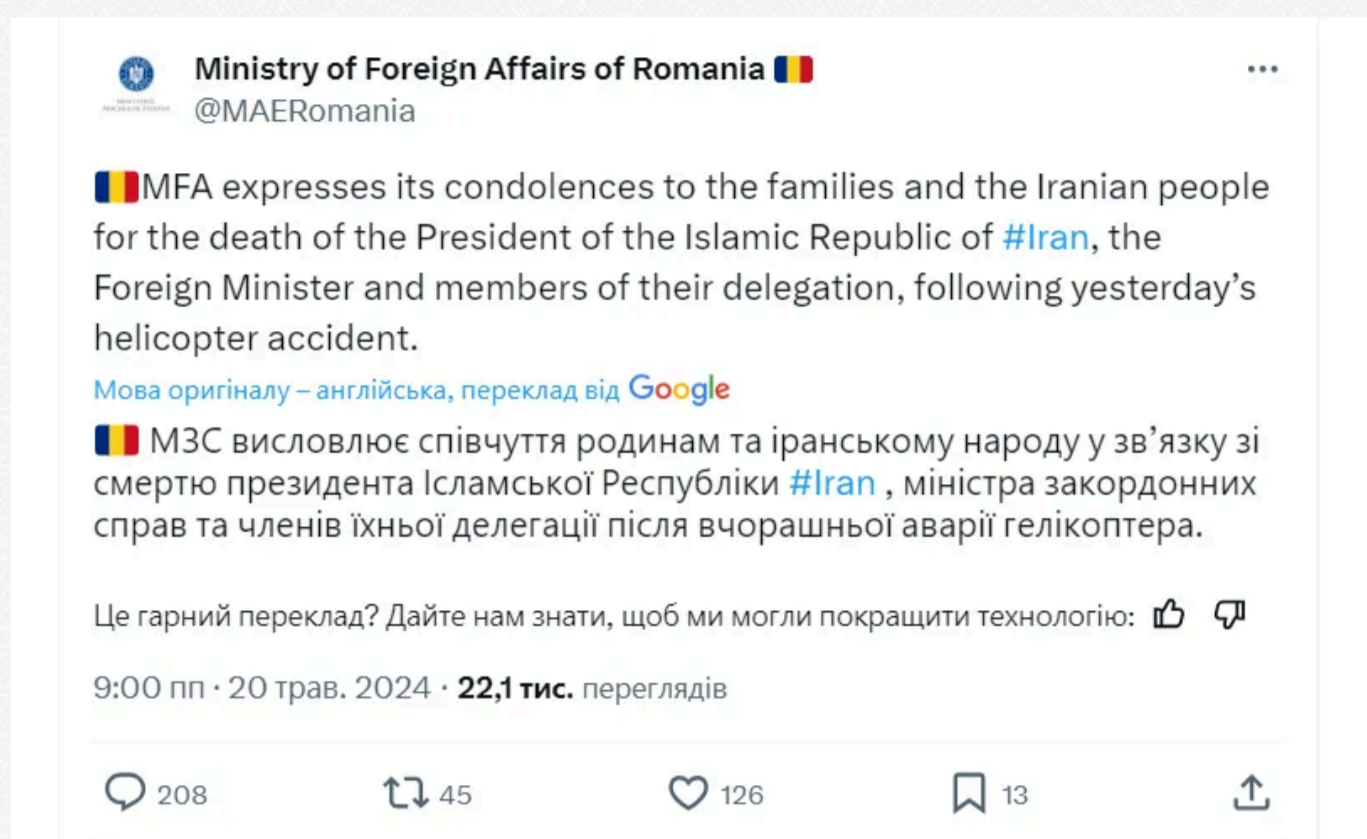 Ministry of Foreign Affairs of Romania 🇷🇴
@MAERomania
🇷🇴MFA expresses its condolences to the families and the Iranian people
for the death of the President of the Islamic Republic of #Iran, the
Foreign Minister and members of their delegation, following yesterday’s
helicopter accident.
Мова оригіналу – англійська, переклад від Google
🇷🇴 МЗС висловлює співчуття родинам та іранському народу у зв’язку зі
смертю президента Ісламської Республіки #Iran , міністра закордонних
справ та членів їхньої делегації після вчорашньої аварії гелікоптера.
Це гарний переклад? Дайте нам знати, щоб ми могли покращити технологію:
9:00 пп · 20 трав. 2024 · 22,1 тис. переглядів
208 45 126 13